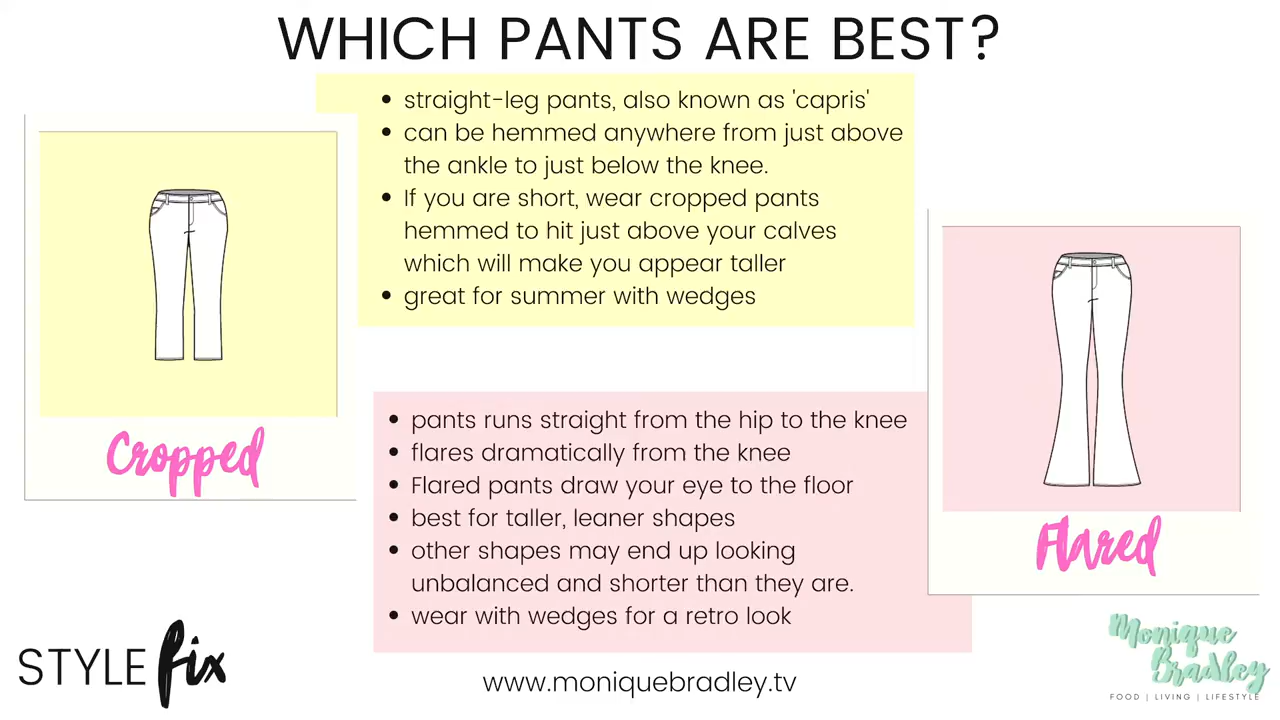 WHICH PANTS ARE BEST?
• straight-leg pants, also known as 'capris'
• can be hemmed anywhere from just above
the ankle to just below the knee.
• If you are short, wear cropped pants
hemmed to hit just above your calves
which will make you appear taller
• great for summer with wedges
Cropped
• pants runs straight from the hip to the knee
• flares dramatically from the knee
• Flared pants draw your eye to the floor
• best for taller, leaner shapes
• other shapes may end up looking
unbalanced and shorter than they are.
• wear with wedges for a retro look
Flared
STYLE fix
www.moniquebradley.tv
Monique
Bradley
FOOD | LIVING | LIFESTYLE